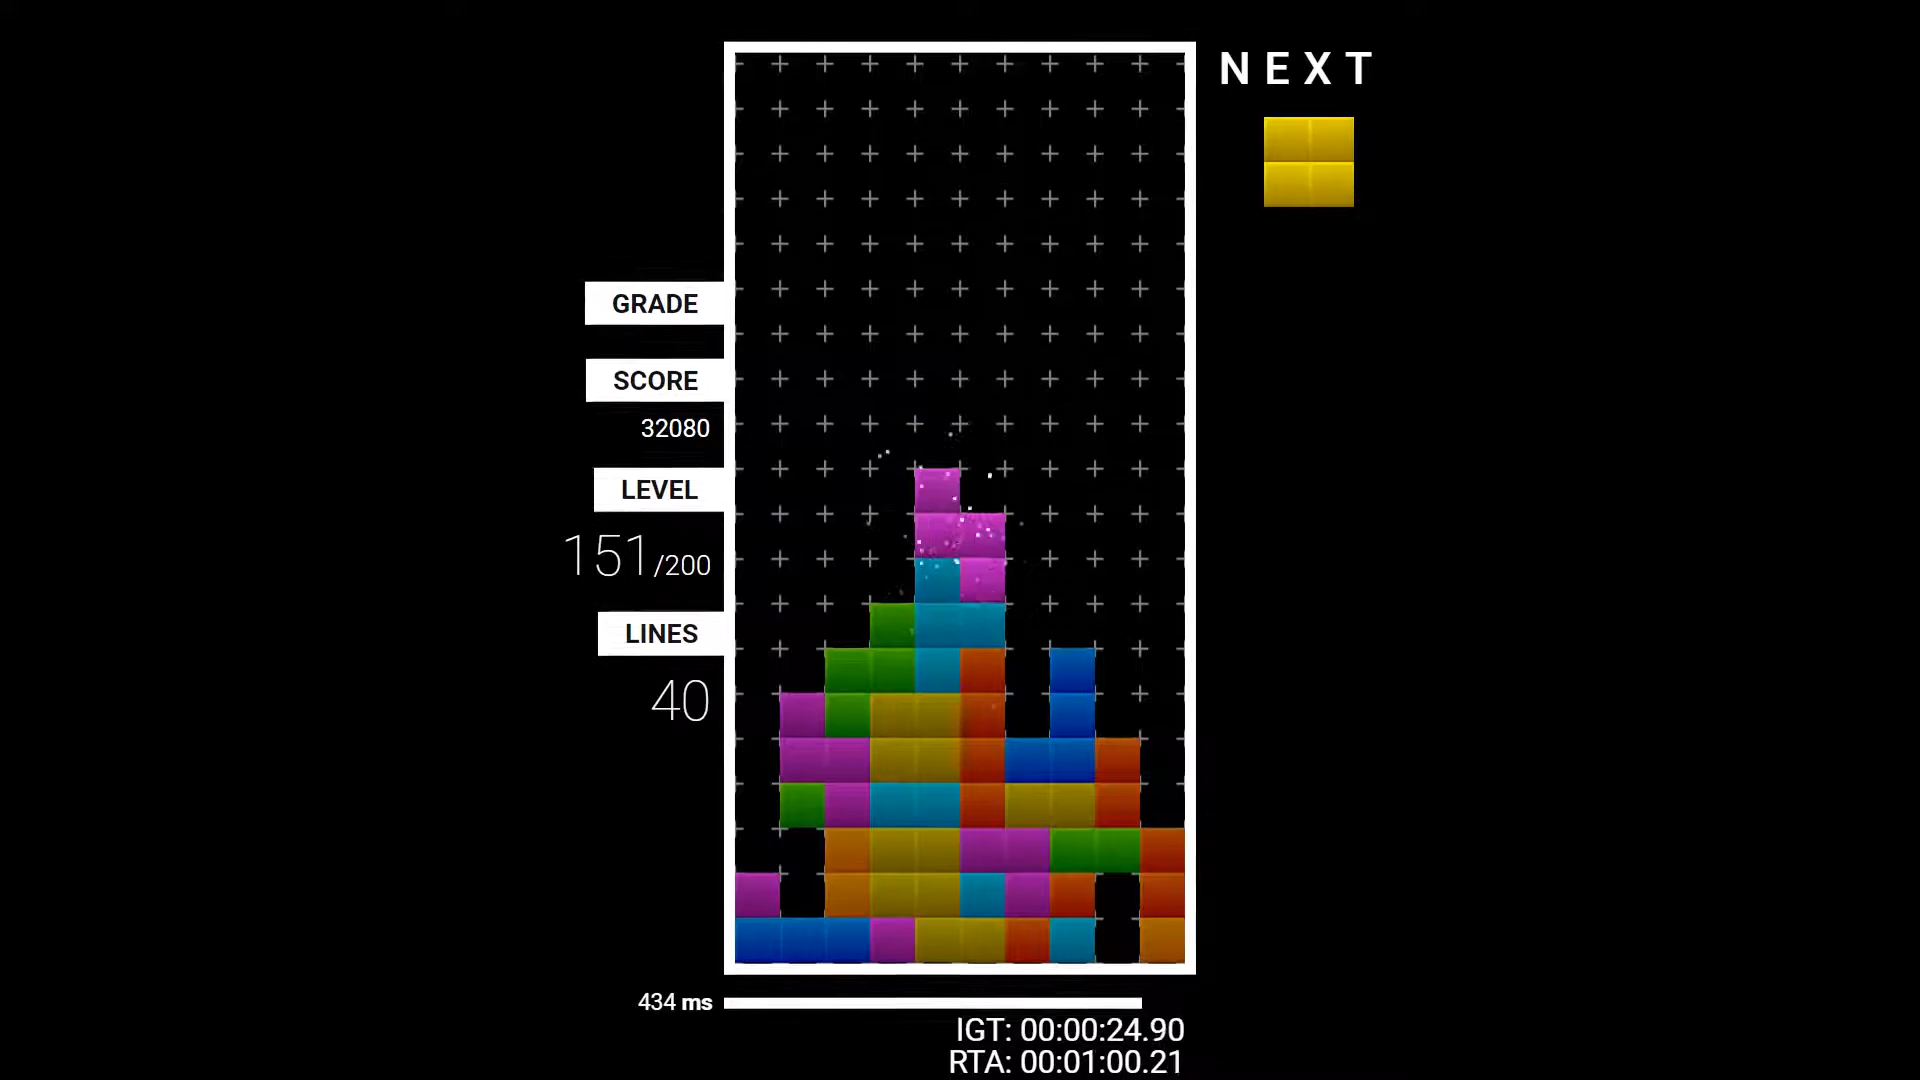 NEXT
GRADE
SCORE
32080
LEVEL
151/200
LINES
40
434 ms
IGT: 00:00:24.90
RTA: 00:01:00.21